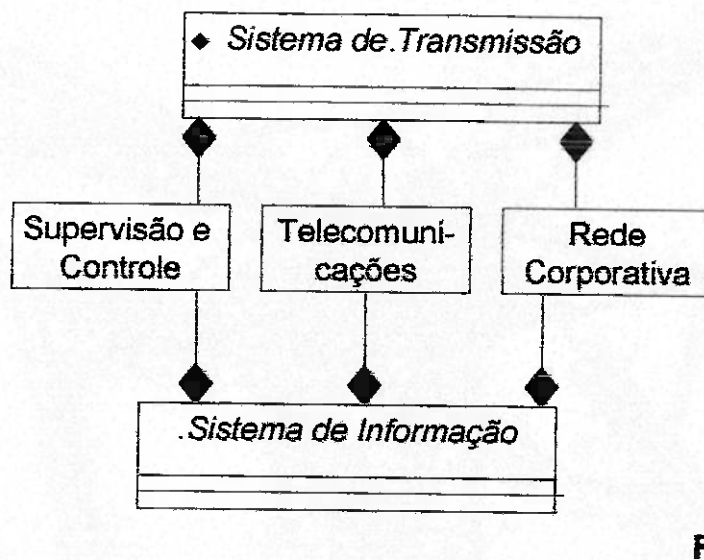 Sistema de.Transmissão
Supervisão e
Controle
Telecomuni-
cações
Rede
Corporativa
.Sistema de Informação